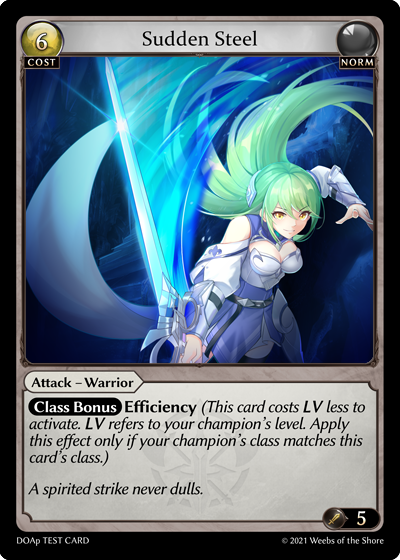 6
Sudden Steel
COST
NORM
Attack – Warrior
Class Bonus Efficiency (This card costs LV less to
activate. LV refers to your champion's level. Apply
this effect only if your champion's class matches this
card's class.)
A spirited strike never dulls.
5
DOAp TEST CARD
© 2021 Weebs of the Shore